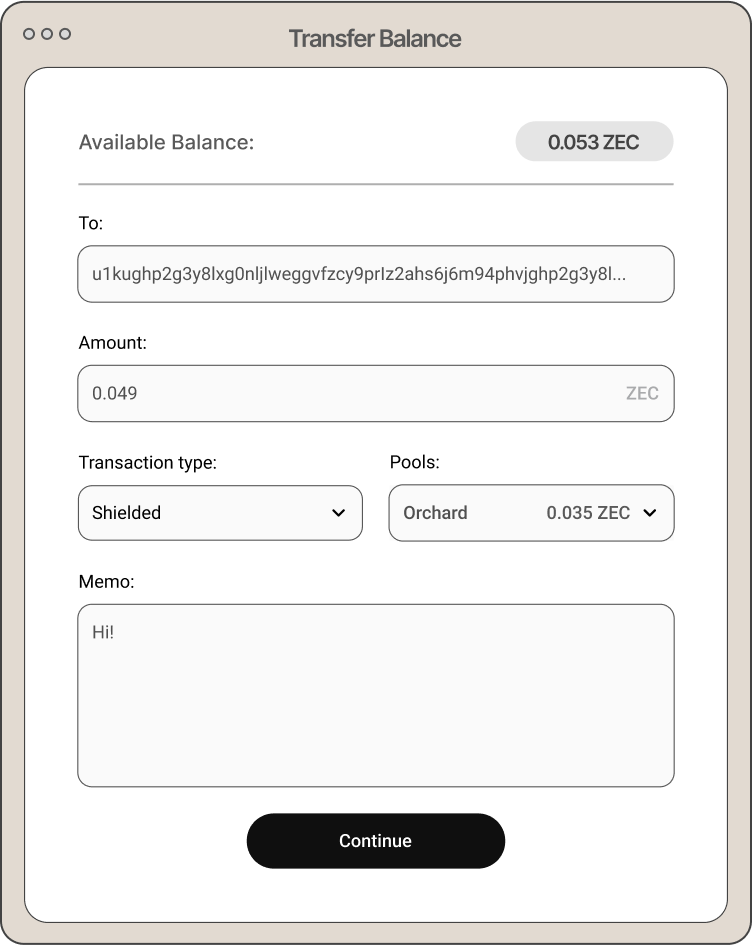 Transfer Balance
Available Balance: 0.053 ZEC
To:
u1kughp2g3y8lxg0nljlweggvfzcy9prlz2ahs6j6m94phvjghp2g3y8l...
Amount:
0.049 ZEC
Transaction type: Pools:
Shielded Orchard 0.035 ZEC
Memo:
Hi!
Continue